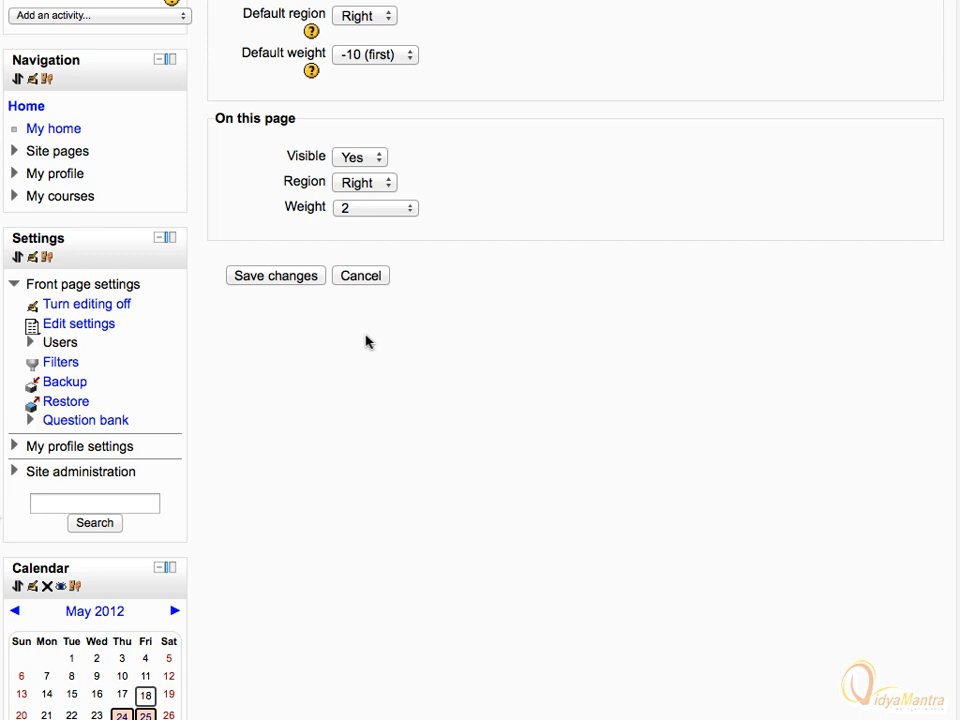 Add an activity...
Default region
Right
Default weight
-10 (first)
Navigation
Home
My home
Site pages
My profile
My courses
On this page
Visible
Yes
Region
Right
Weight
2
Save changes
Cancel
Settings
Front page settings
Turn editing off
Edit settings
Users
Filters
Backup
Restore
Question bank
My profile settings
Site administration
Search
Calendar
May 2012
Sun Mon Tue Wed Thu Fri Sat
1 2 3 4 5
6 7 8 9 10 11 12
13 14 15 16 17 18 19
20 21 22 23 24 25 26
VidyaMantra